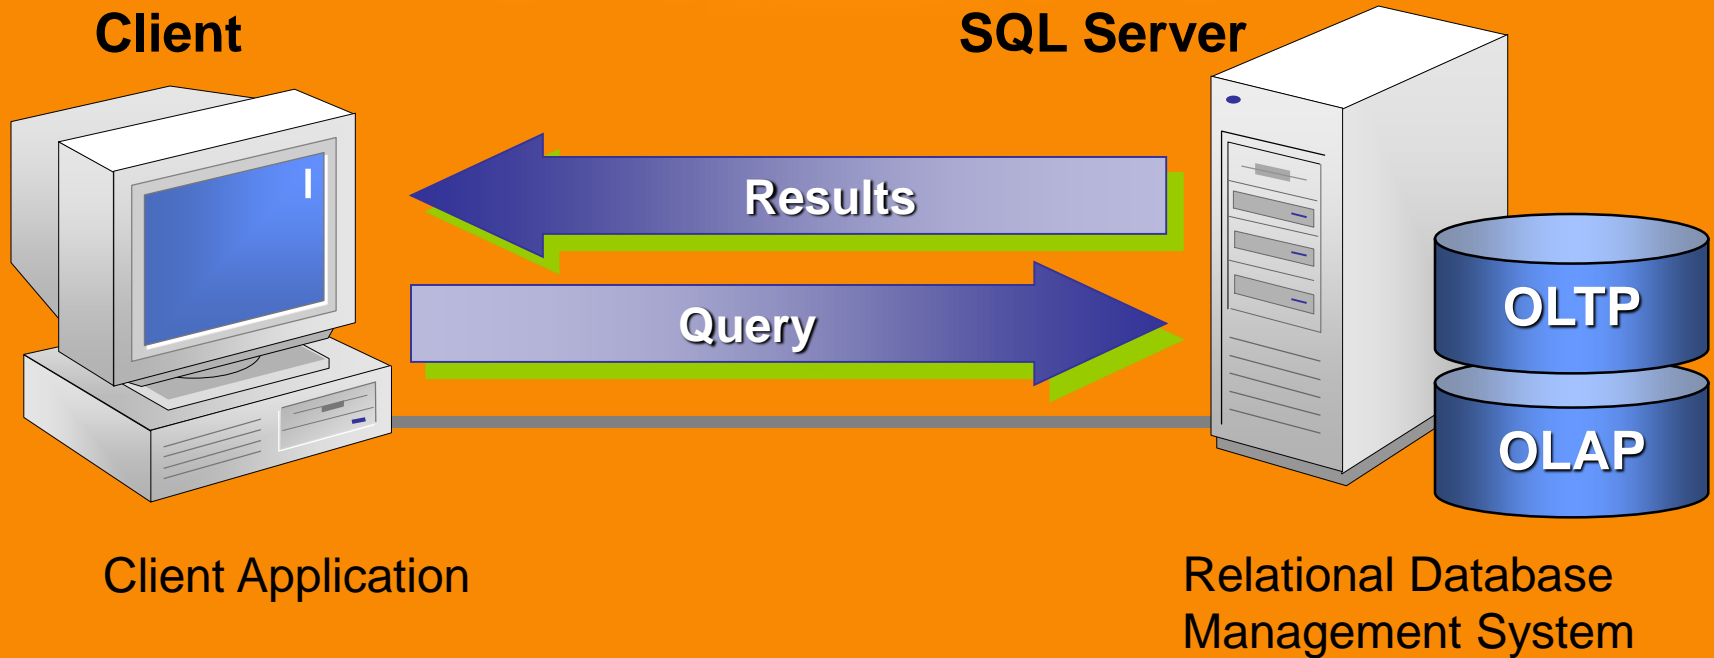 Client
SQL Server
Results
Query
OLTP
OLAP
Client Application
Relational Database
Management System